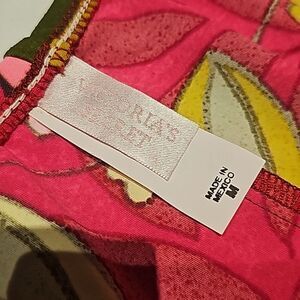 VICTORIA'S
SECRET
MADE IN
MEXICO
M